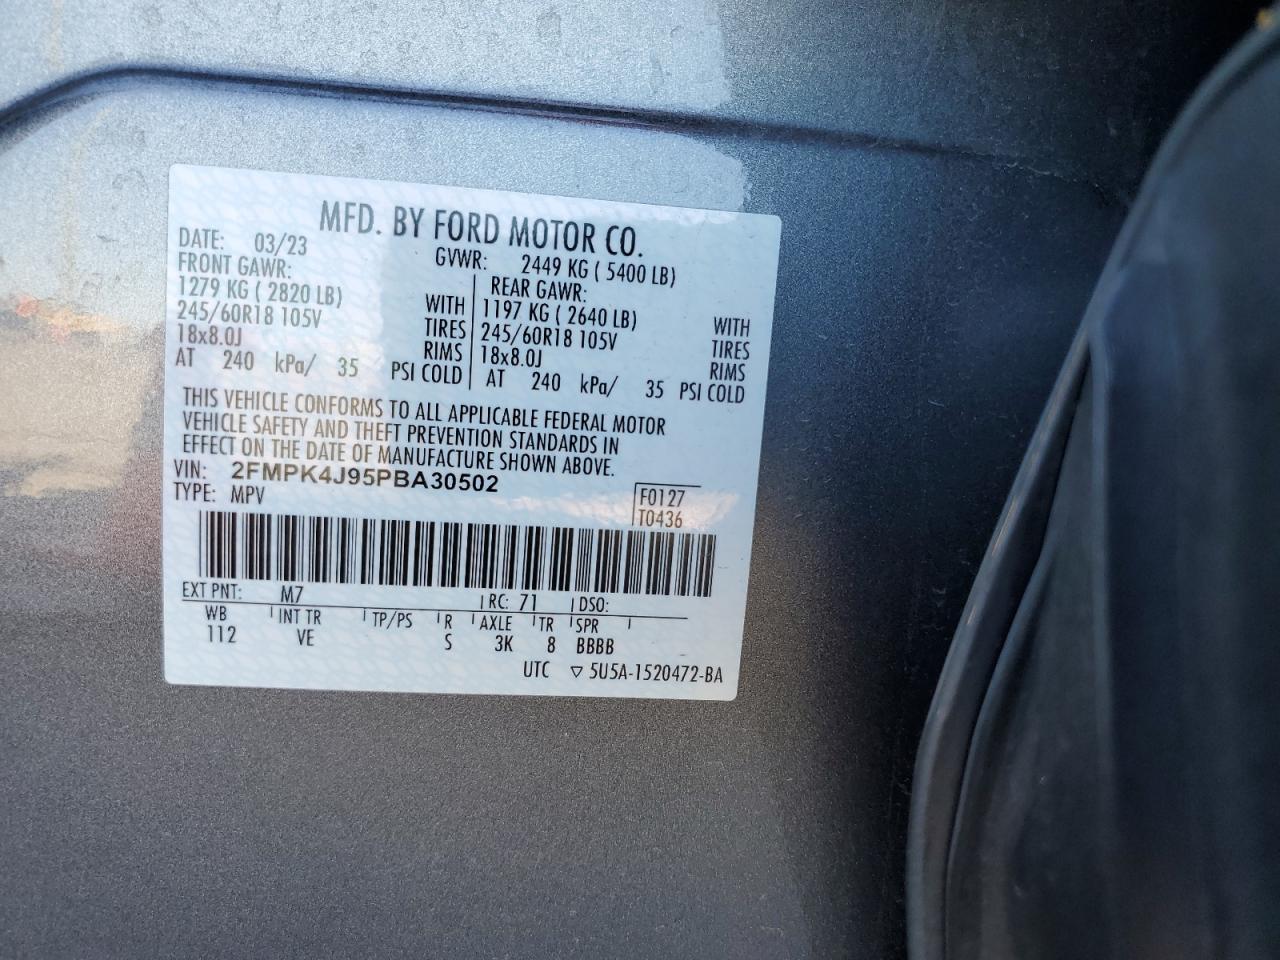 MFD. BY FORD MOTOR CO.
DATE: 03/23 GVWR: 2449 KG ( 5400 LB)
FRONT GAWR: REAR GAWR:
1279 KG ( 2820 LB) WITH 1197 KG ( 2640 LB) WITH
245/60R18 105V TIRES 245/60R18 105V TIRES
18x8.0J RIMS 18x8.0J RIMS
AT 240 kPa/ 35 PSI COLD AT 240 kPa/ 35 PSI COLD
THIS VEHICLE CONFORMS TO ALL APPLICABLE FEDERAL MOTOR
VEHICLE SAFETY AND THEFT PREVENTION STANDARDS IN
EFFECT ON THE DATE OF MANUFACTURE SHOWN ABOVE.
VIN: 2FMPK4J95PBA30502
TYPE: MPV F0127
T0436
EXT PNT: M7 RC: 71 DSO:
WB INT TR TP/PS R AXLE TR SPR
112 VE S 3K 8 BBBB
UTC ▽ 5U5A-1520472-BA